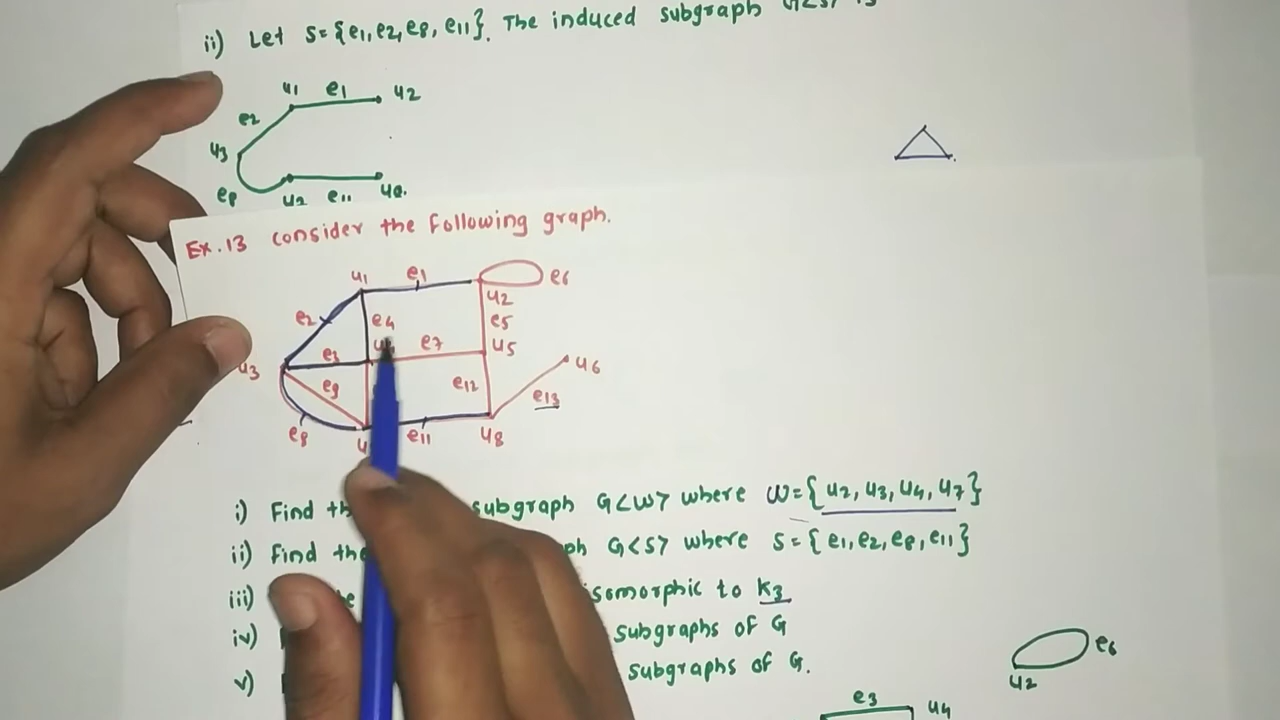 ii) Let S={e1,e2,e8,e11}. The induced subgraph G<S> is
u1 e1 u2
e2
u3
e8 u2 e11 u8.
Ex.13 consider the following graph.
u1 e1 e6
u2
e2 e4 e5
e3 e7 u5
u3 e9 e12 u6
e13
e8 e11 u8
i) Find subgraph G<W> where W={u2,u3,u4,u7}
ii) Find the G<S> where S={e1,e2,e8,e11}
iii) isomorphic to K3
iv) subgraphs of G
v) subgraphs of G.
e6
u2
e3 u4